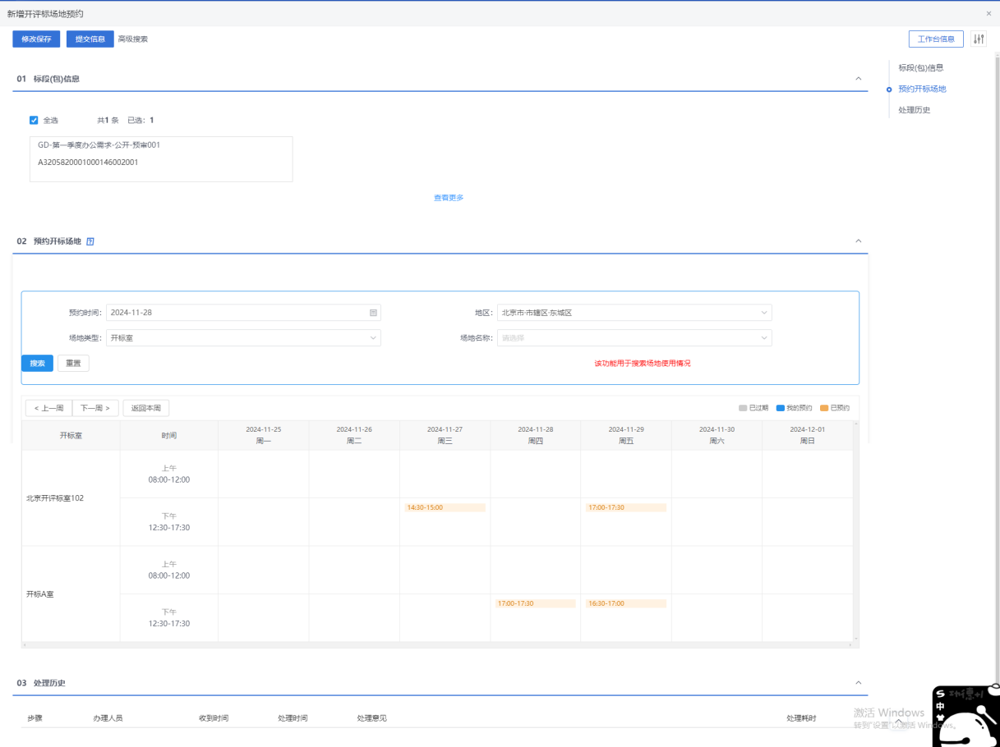 新增开评标场地预约 ×
修改保存 提交信息 高级搜索 工作台信息
标段(包)信息
预约开标场地
处理历史
01 标段(包)信息
全选 共1 条 已选: 1
GD-第一季度办公需求-公开-预审001
A3205820001000146002001
查看更多
02 预约开标场地 ?
预约时间: 2024-11-28 地区: 北京市·市辖区·东城区
场地类型: 开标室 场地名称: 请选择
搜索 重置 该功能用于搜索场地使用情况
< 上一周 下一周 > 返回本周 已过期 我的预约 已预约
开标室 时间 2024-11-25 2024-11-26 2024-11-27 2024-11-28 2024-11-29 2024-11-30 2024-12-01
周一 周二 周三 周四 周五 周六 周日
上午
08:00-12:00
北京开评标室102
14:30-15:00 17:00-17:30
下午
12:30-17:30
上午
08:00-12:00
开标A室
17:00-17:30 16:30-17:00
下午
12:30-17:30
03 处理历史
步骤 办理人员 收到时间 处理时间 处理意见 处理耗时
激活 Windows
转到"设置"以激活 Windows。
中